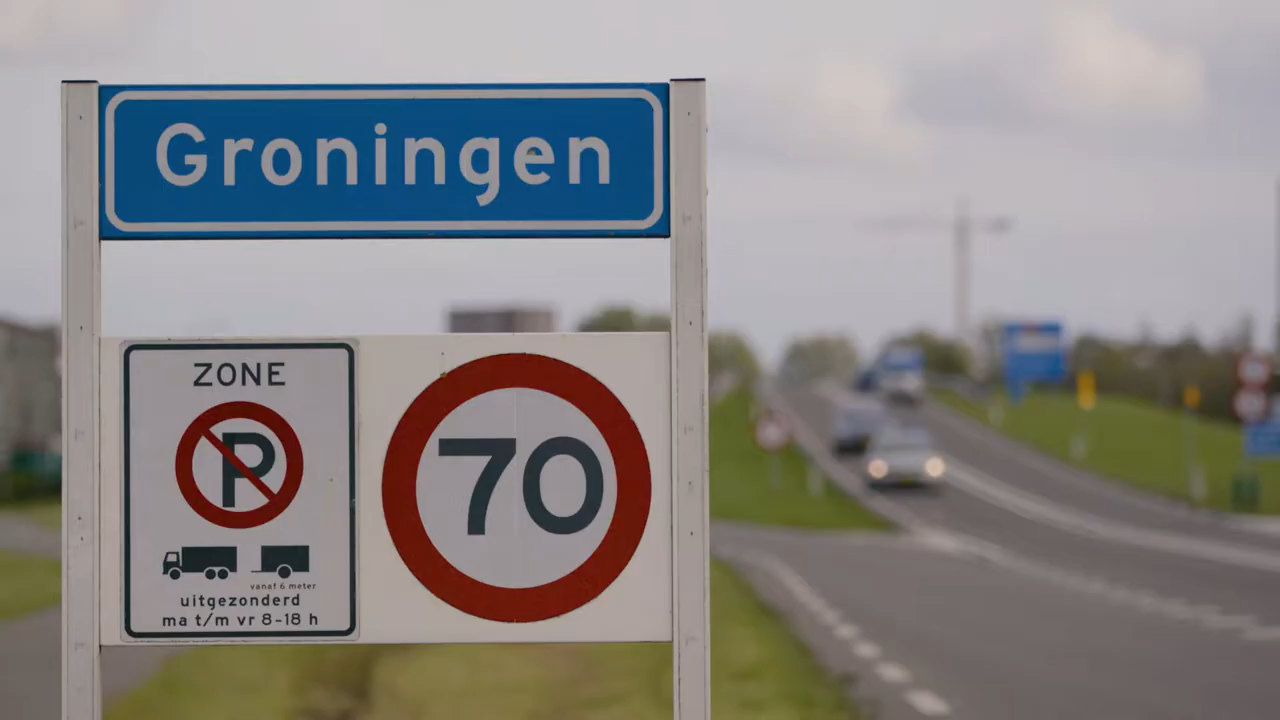 Groningen
ZONE
P
vanaf 6 meter
uitgezonderd
ma t/m vr 8-18 h
70